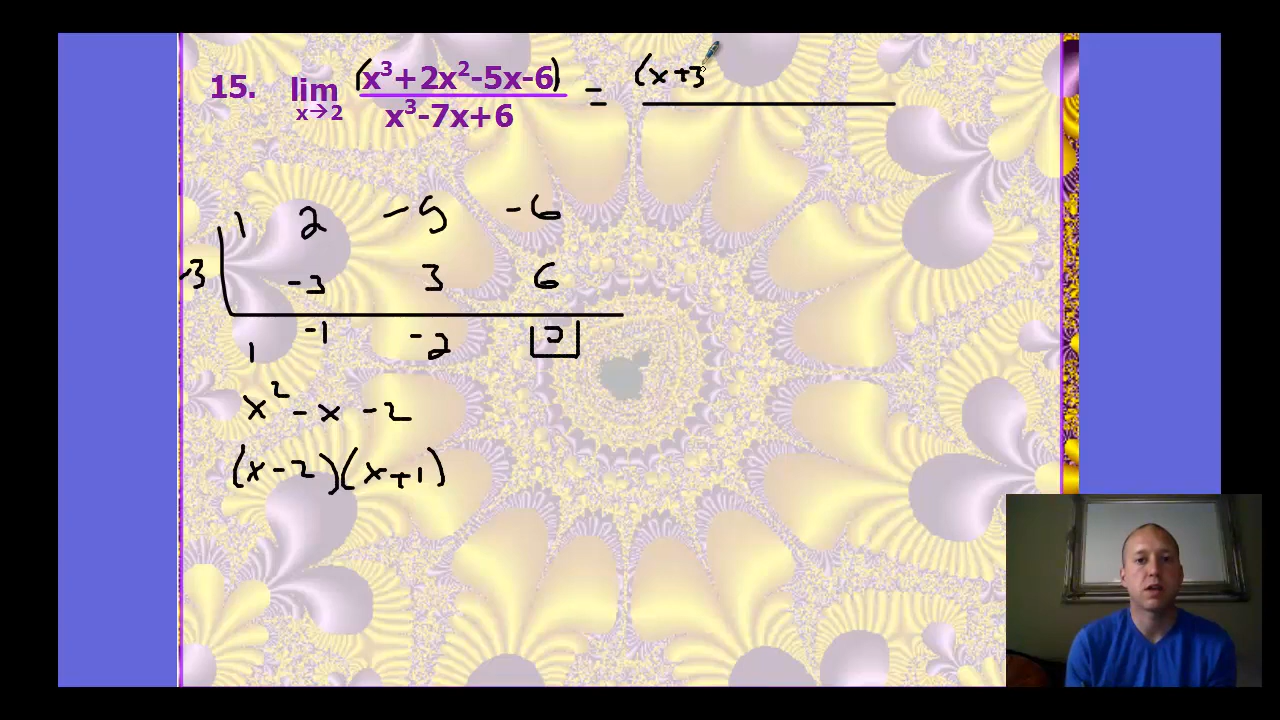 15. lim x→2 (x³+2x²-5x-6) / x³-7x+6 = (x+3
1 2 -5 -6
-3 -3 3 6
1 -1 -2 0
x² - x - 2
(x-2)(x+1)